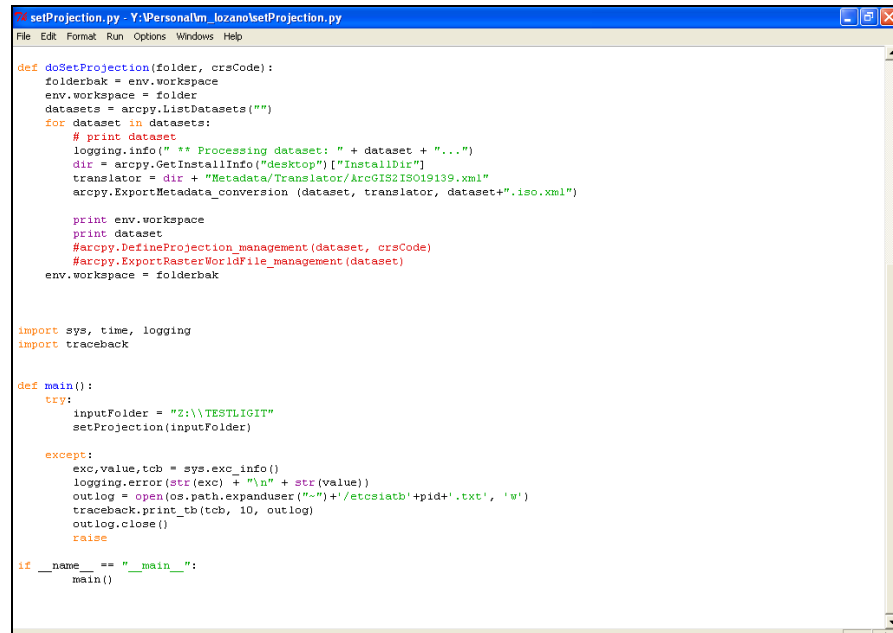 setProjection.py - Y:\Personal\m_lozano\setProjection.py
File Edit Format Run Options Windows Help
def doSetProjection(folder, crsCode):
    folderbak = env.workspace
    env.workspace = folder
    datasets = arcpy.ListDatasets("")
    for dataset in datasets:
        # print dataset
        logging.info(" ** Processing dataset: " + dataset + "...")
        dir = arcpy.GetInstallInfo("desktop")["InstallDir"]
        translator = dir + "Metadata/Translator/ArcGIS2ISO19139.xml"
        arcpy.ExportMetadata_conversion (dataset, translator, dataset+".iso.xml")
        print env.workspace
        print dataset
        #arcpy.DefineProjection_management(dataset, crsCode)
        #arcpy.ExportRasterWorldFile_management(dataset)
    env.workspace = folderbak
import sys, time, logging
import traceback
def main():
    try:
        inputFolder = "Z:\\TESTLIGIT"
        setProjection(inputFolder)
    except:
        exc,value,tcb = sys.exc_info()
        logging.error(str(exc) + "\n" + str(value))
        outlog = open(os.path.expanduser("~")+'/etcsiatb'+pid+'.txt', 'w')
        traceback.print_tb(tcb, 10, outlog)
        outlog.close()
        raise
if __name__ == "__main__":
        main()